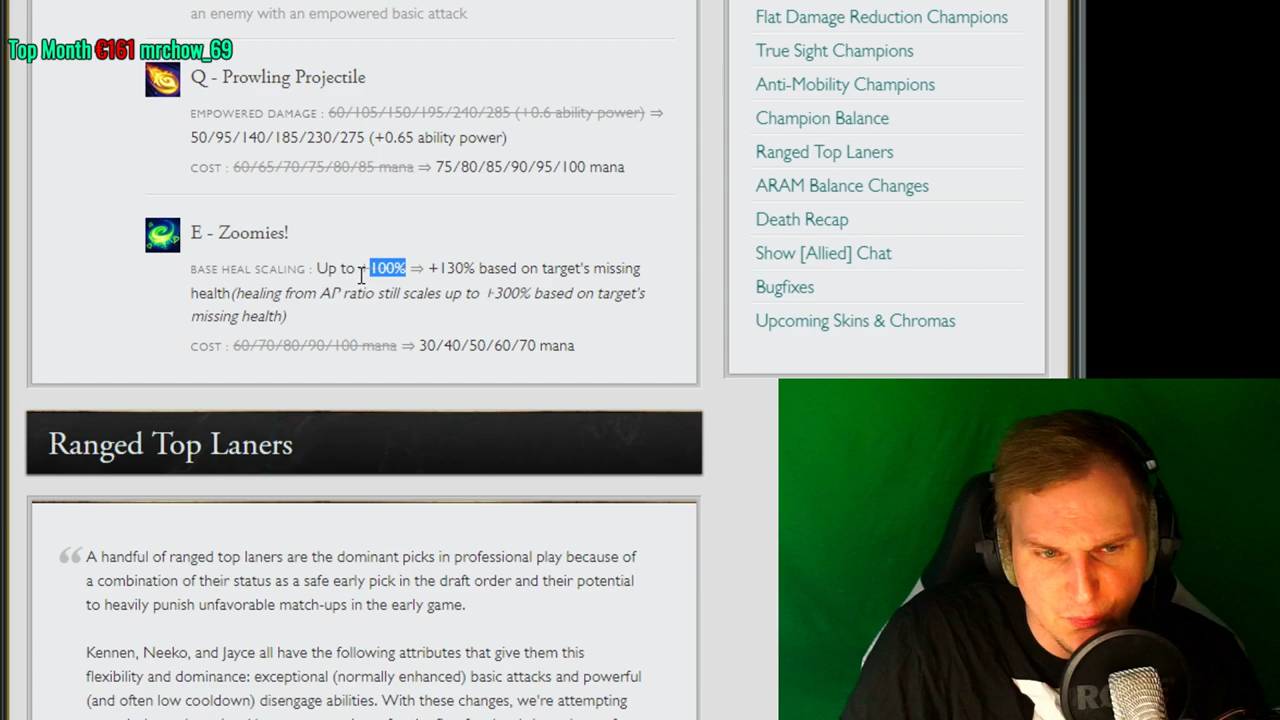 an enemy with an empowered basic attack
Top Month €161 mrchow_69
Q - Prowling Projectile
EMPOWERED DAMAGE : 60/105/150/195/240/285 (+0.6 ability power) ⇒
50/95/140/185/230/275 (+0.65 ability power)
COST : 60/65/70/75/80/85 mana ⇒ 75/80/85/90/95/100 mana
E - Zoomies!
BASE HEAL SCALING : Up to +100% ⇒ +130% based on target's missing
health(healing from AP ratio still scales up to +300% based on target's
missing health)
COST : 60/70/80/90/100 mana ⇒ 30/40/50/60/70 mana
Ranged Top Laners
A handful of ranged top laners are the dominant picks in professional play because of
a combination of their status as a safe early pick in the draft order and their potential
to heavily punish unfavorable match-ups in the early game.
Kennen, Neeko, and Jayce all have the following attributes that give them this
flexibility and dominance: exceptional (normally enhanced) basic attacks and powerful
(and often low cooldown) disengage abilities. With these changes, we're attempting
Flat Damage Reduction Champions
True Sight Champions
Anti-Mobility Champions
Champion Balance
Ranged Top Laners
ARAM Balance Changes
Death Recap
Show [Allied] Chat
Bugfixes
Upcoming Skins & Chromas